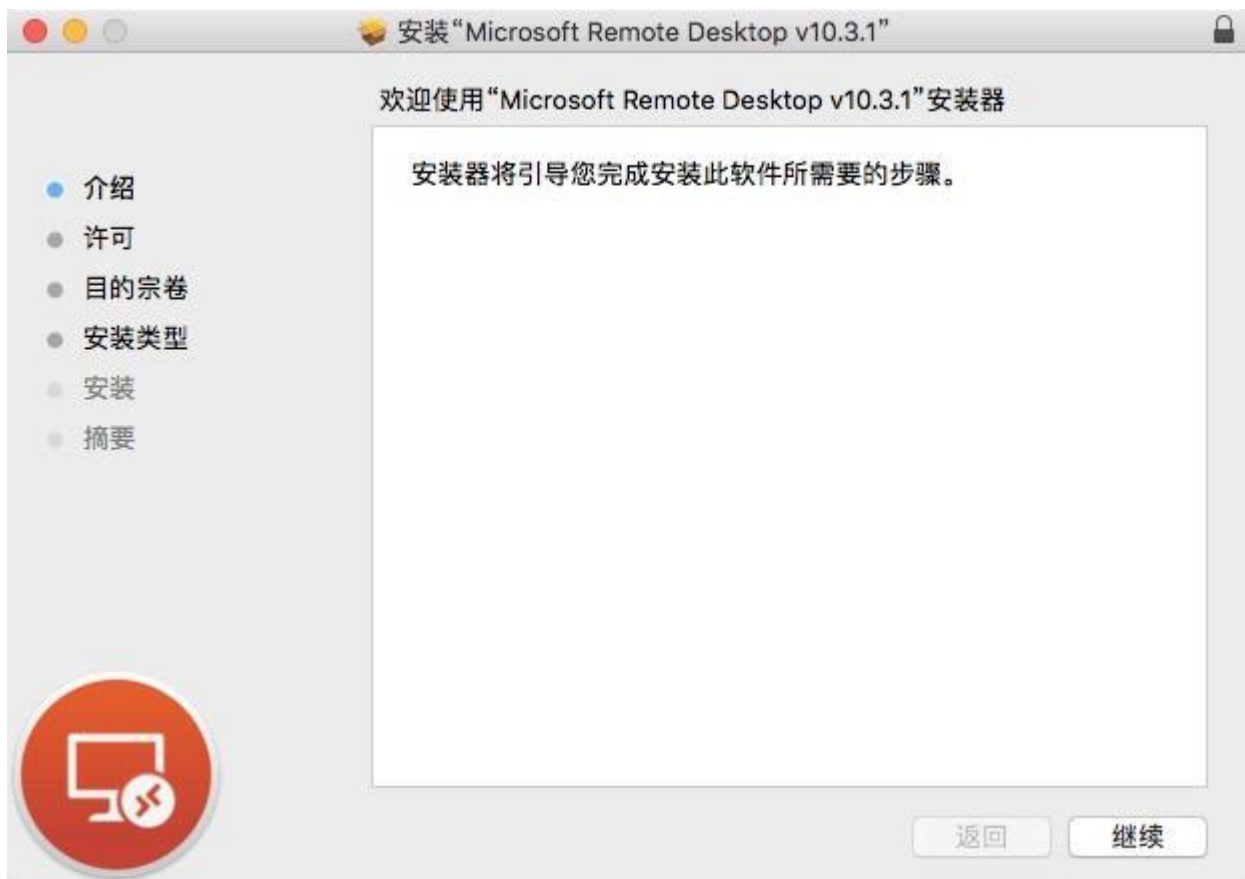 安装“Microsoft Remote Desktop v10.3.1”
欢迎使用“Microsoft Remote Desktop v10.3.1”安装器
介绍
许可
目的宗卷
安装类型
安装
摘要
安装器将引导您完成安装此软件所需要的步骤。
返回
继续